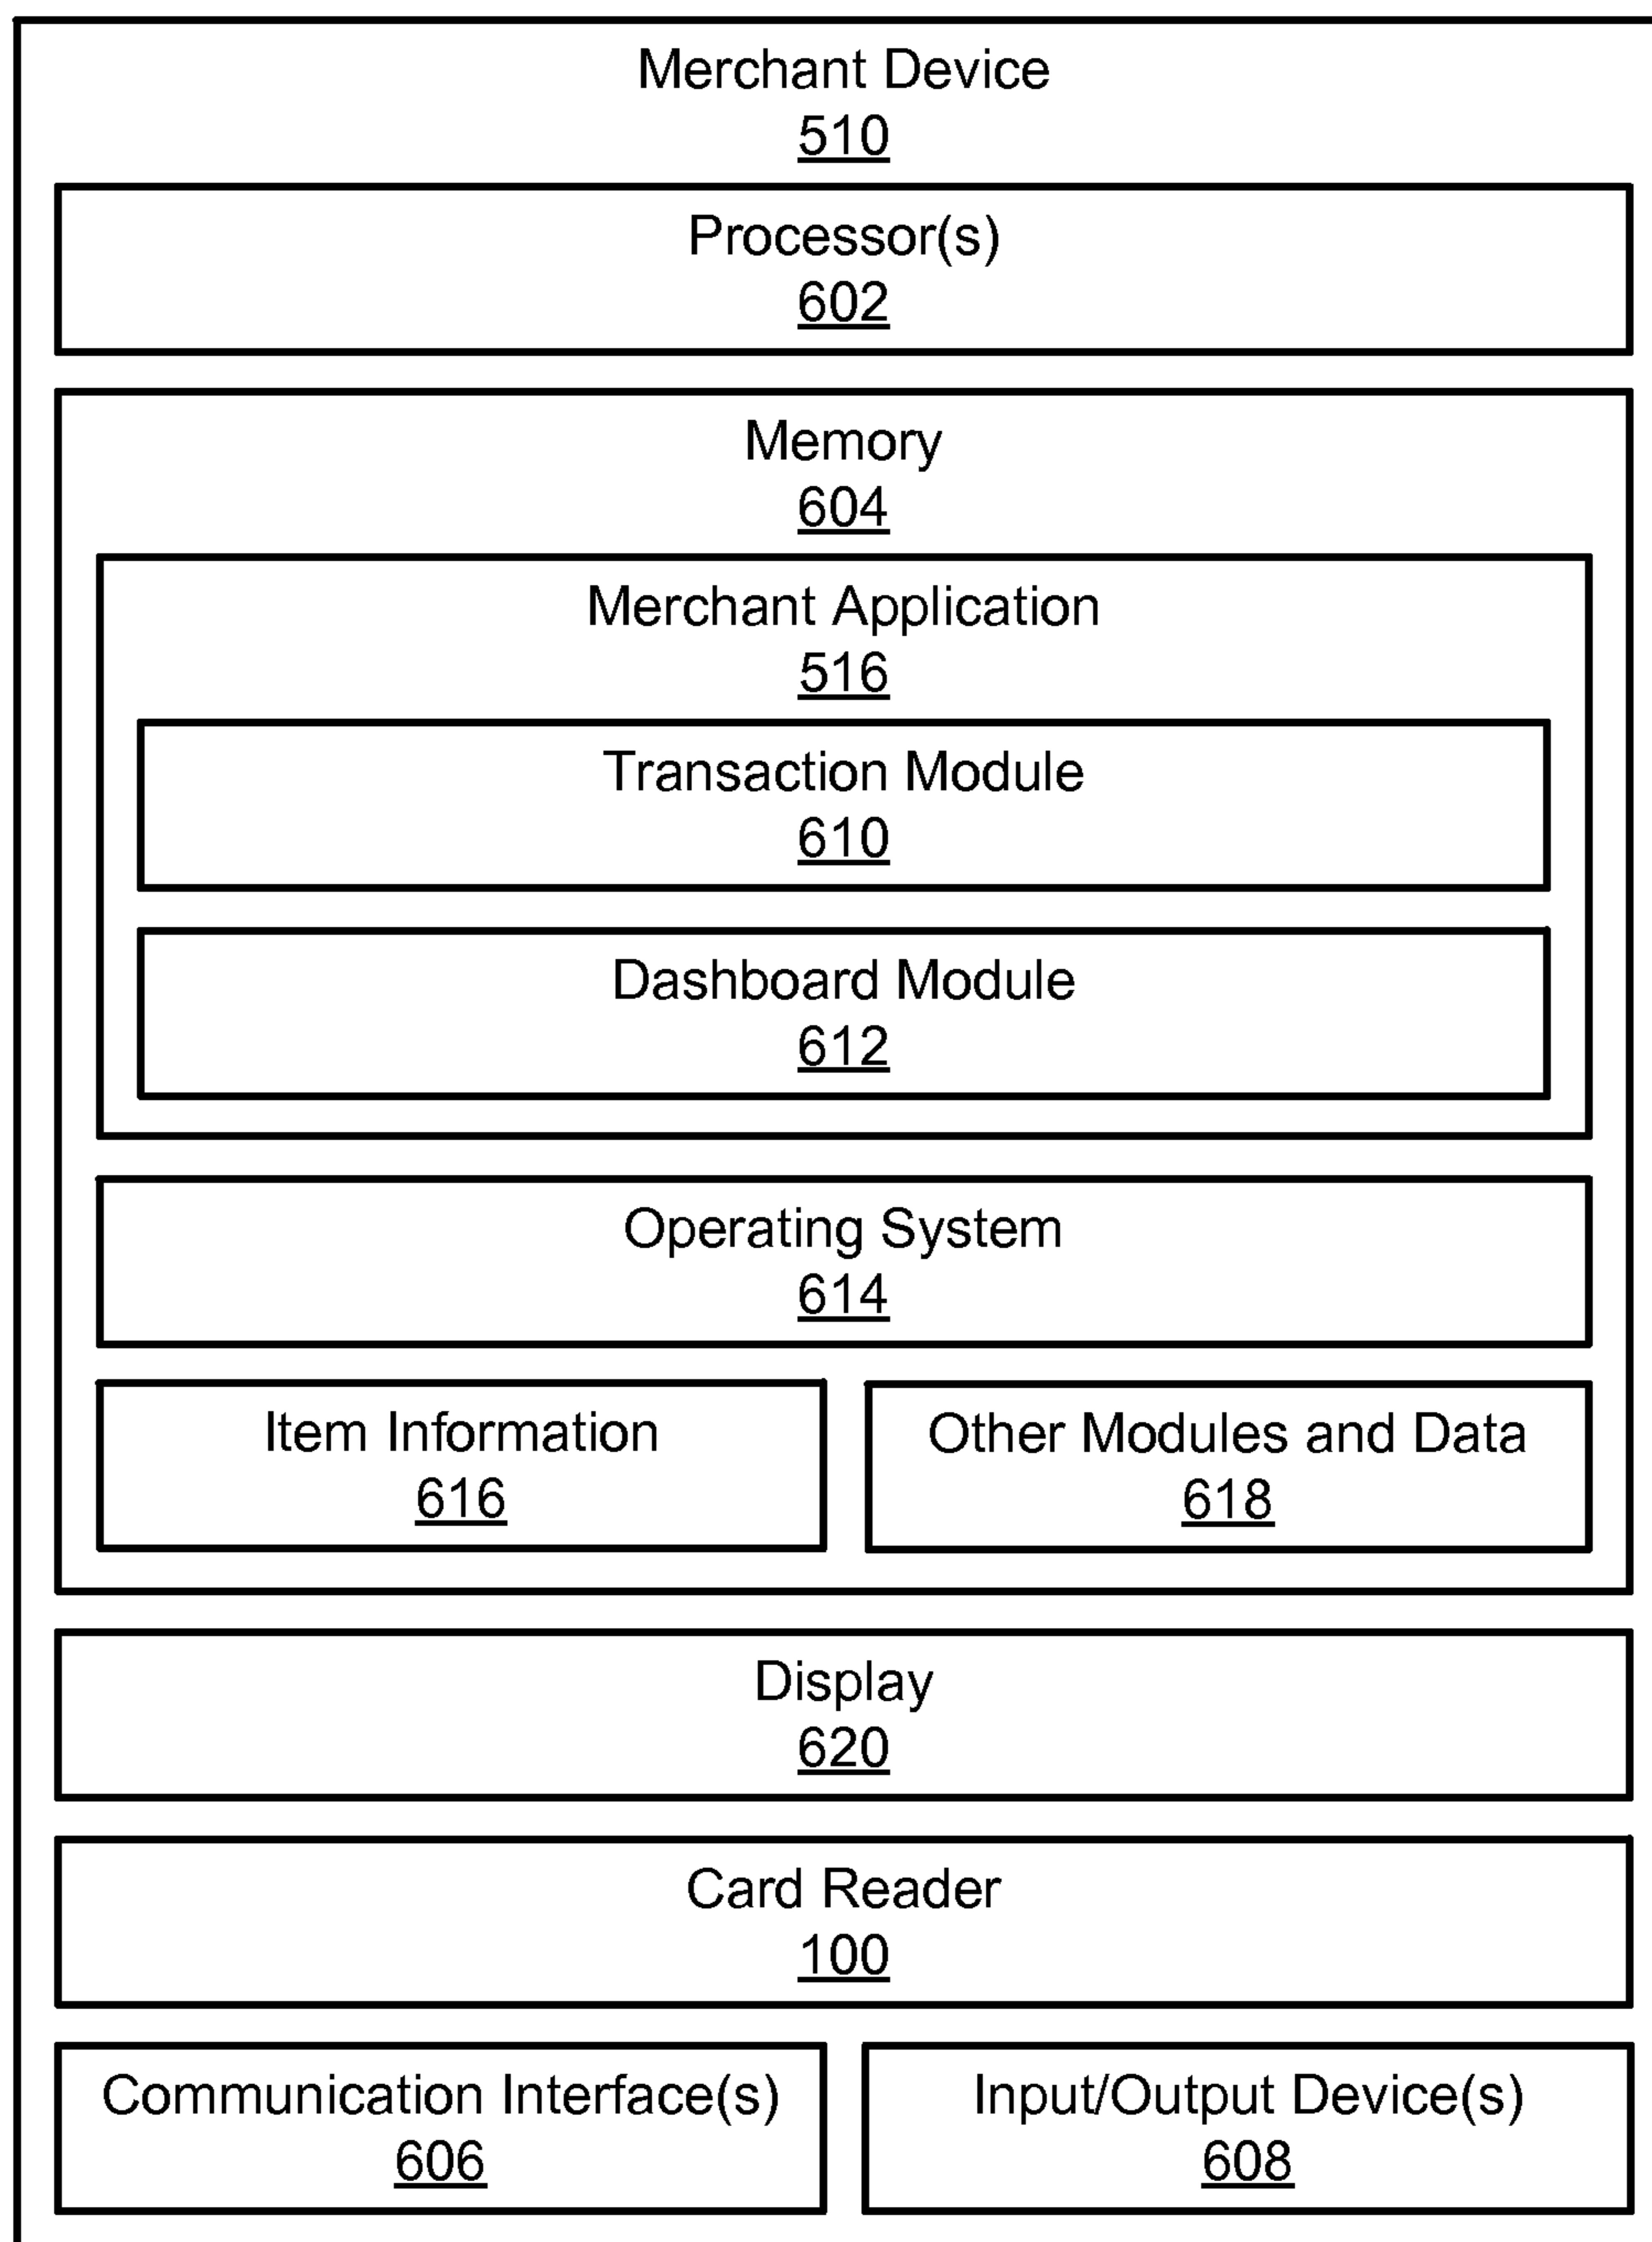 Merchant Device
510
Processor(s)
602
Memory
604
Merchant Application
516
Transaction Module
610
Dashboard Module
612
Operating System
614
Item Information
616
Other Modules and Data
618
Display
620
Card Reader
100
Communication Interface(s)
606
Input/Output Device(s)
608